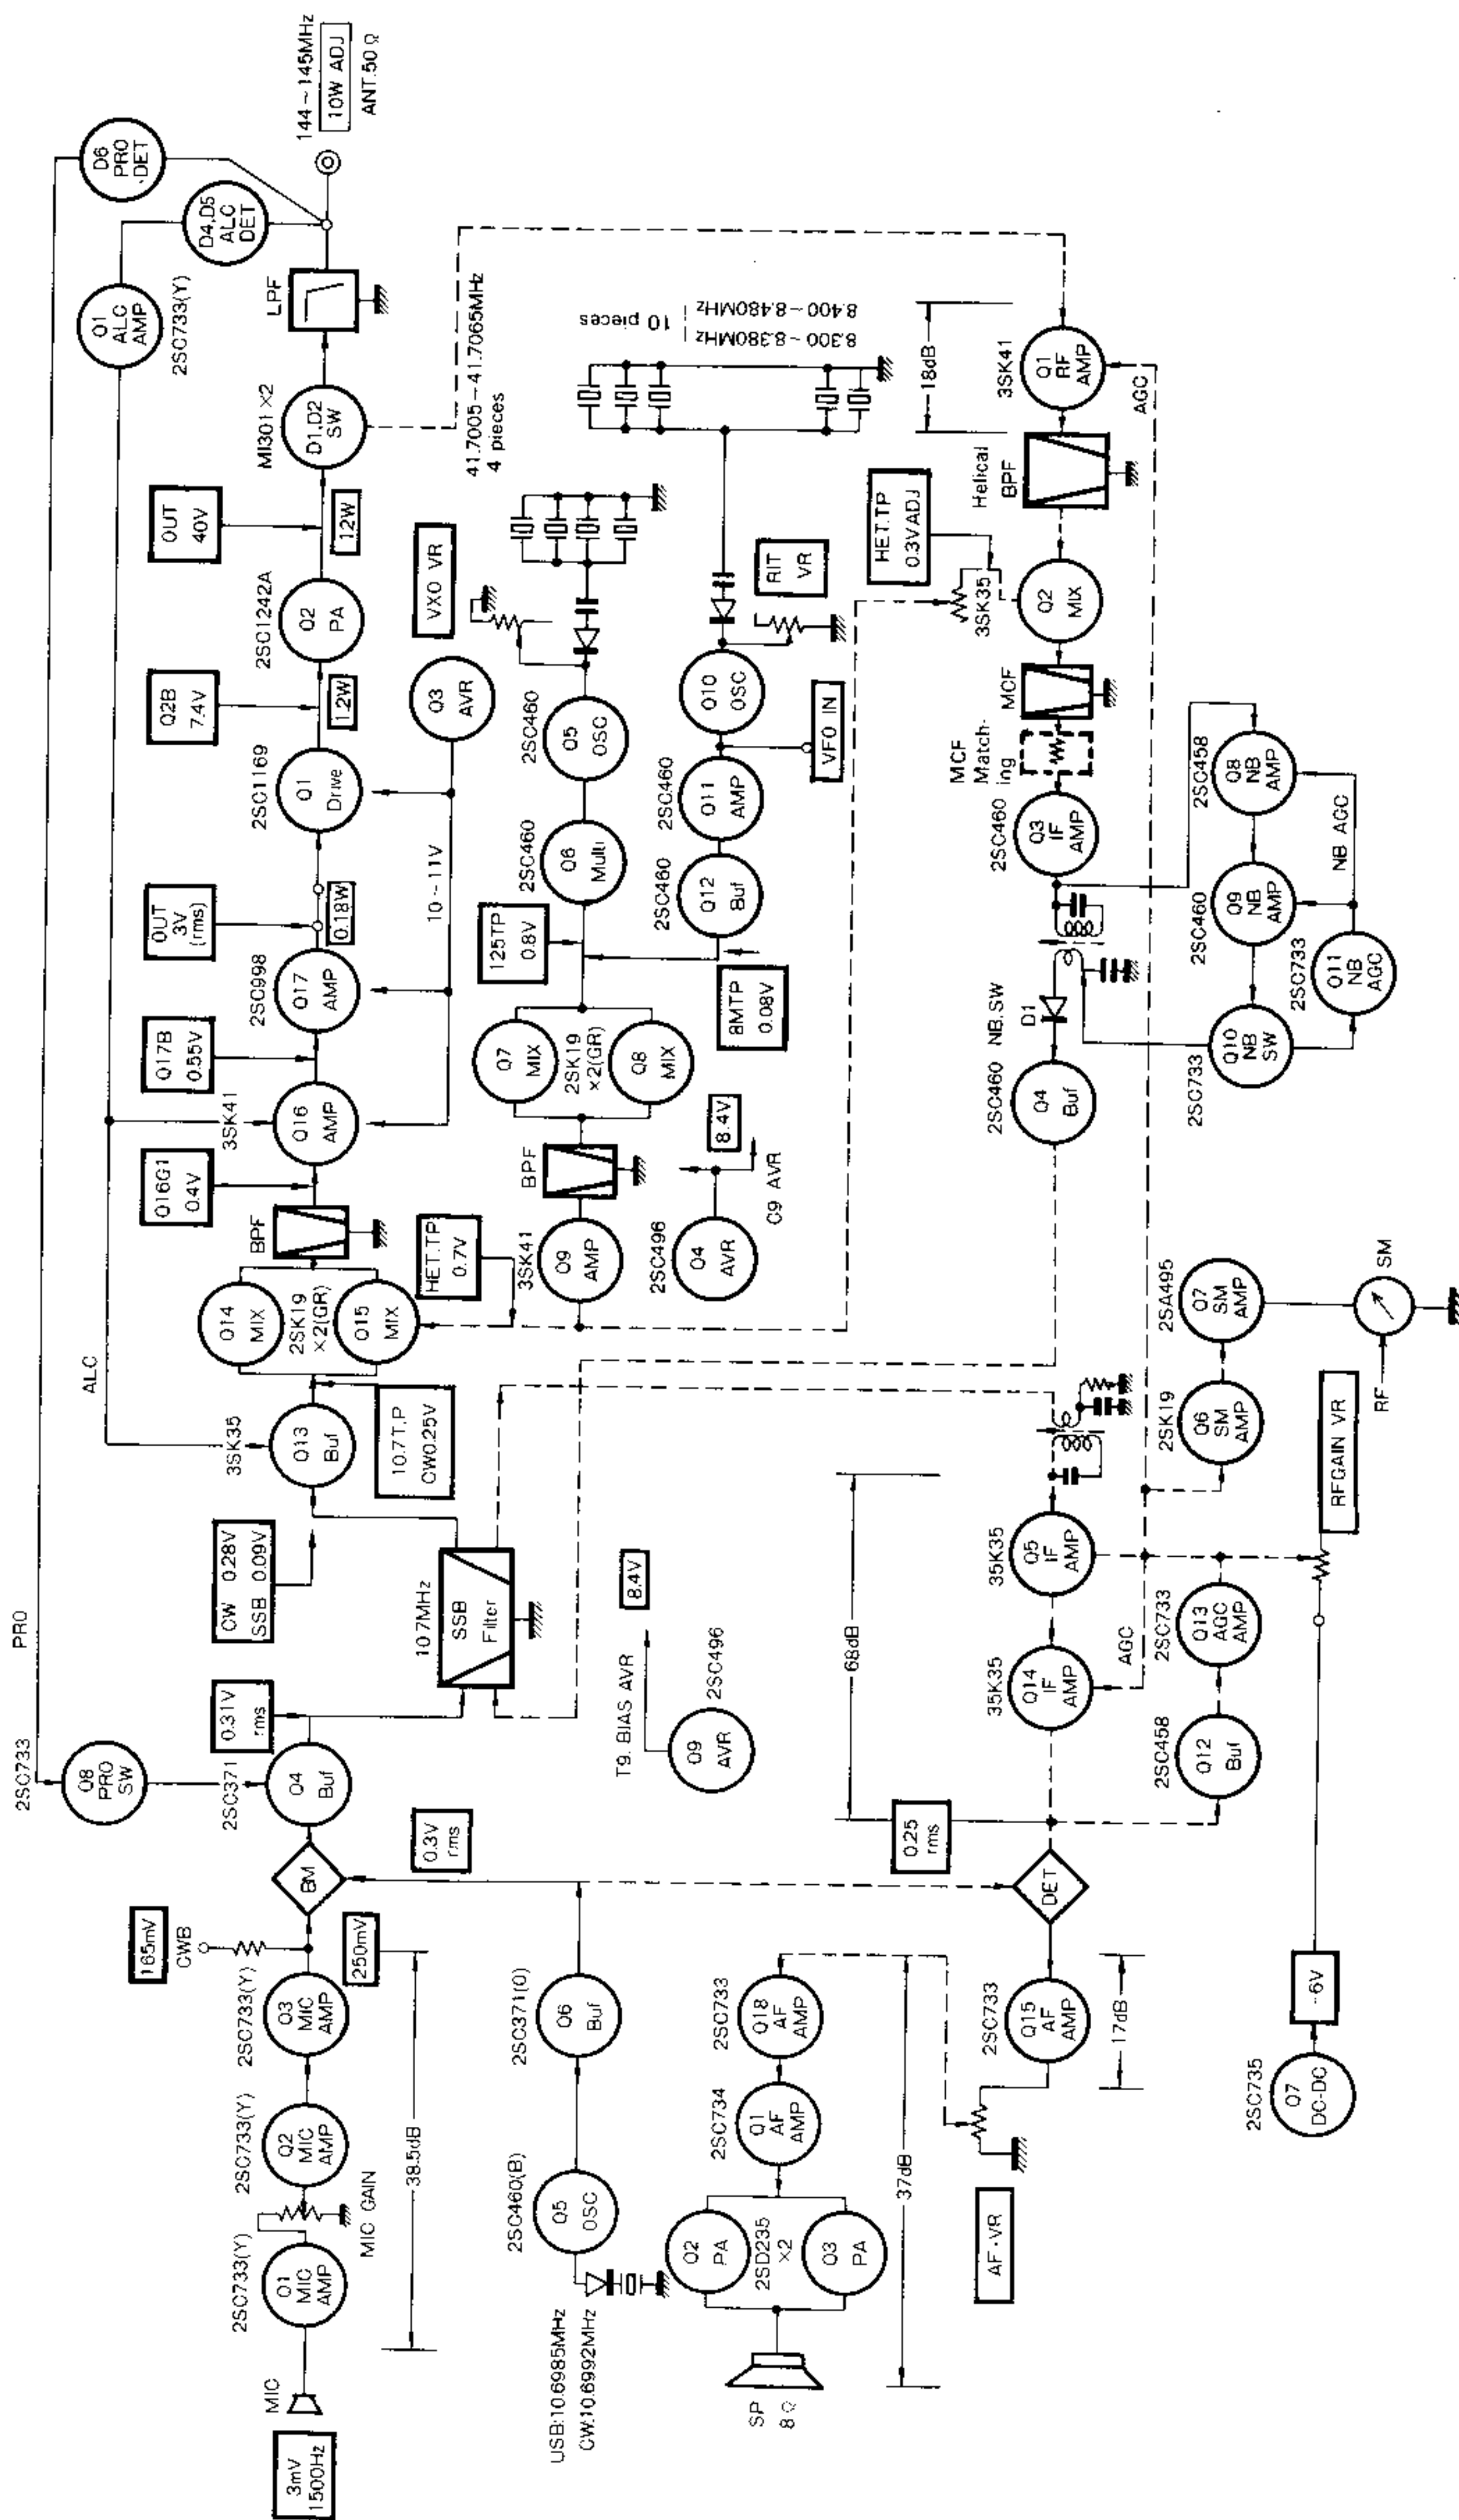 3mV
1500Hz
MIC
2SC733(Y)
Q1
MIC
AMP
MIC GAIN
2SC733(Y)
Q2
MIC
AMP
2SC733(Y)
Q3
MIC
AMP
38.5dB
250mV
165mV
CWB
BM
0.3V
rms
2SC733
Q8
PRO
SW
PRO
2SC371
Q4
Buf
0.31V
rms
10.7MHz
SSB
Filter
CW 0.28V
SSB 0.09V
3SK35
Q13
Buf
10.7T.P
CW0.25V
ALC
Q14
MIX
2SK19
×2(GR)
Q15
MIX
HET.TP
0.7V
BPF
Q16G1
0.4V
3SK41
Q16
AMP
Q17B
0.55V
2SC998
Q17
AMP
OUT
3V
(rms)
0.18W
10~11V
2SC1169
Q1
Drive
Q2B
7.4V
1.2W
Q3
AVR
2SC1242A
Q2
PA
OUT
40V
12W
MI301×2
D1,D2
SW
LPF
Q1
ALC
AMP
2SC733(Y)
D4,D5
ALC
DET
D6
PRO
DET
144~145MHz
10W ADJ
ANT.50Ω
USB:10.6985MHz
CW:10.6992MHz
2SC460(B)
Q5
OSC
2SC371(O)
Q6
Buf
T9. BIAS AVR
8.4V
Q9
AVR
2SC496
3SK41
Q9
AMP
BPF
Q7
MIX
2SK19
×2(GR)
Q8
MIX
125TP
0.8V
2SC460
Q6
Multi
2SC460
Q5
OSC
VXO VR
41.7005~41.7065MHz
4 pieces
2SC496
Q4
AVR
C9 AVR
8.4V
8MTP
0.08V
2SC460
Q12
Buf
2SC460
Q11
AMP
VFO IN
Q10
OSC
RIT
VR
8.300~8.380MHz
10 pieces
8.400~8.480MHz
SP
8Ω
Q2
PA
2SD235
×2
Q3
PA
2SC734
Q1
AF
AMP
2SC733
Q18
AF
AMP
37dB
AF-VR
2SC733
Q15
AF
AMP
17dB
DET
0.25
rms
68dB
35K35
Q14
IF
AMP
AGC
35K35
Q5
IF
AMP
2SC460
Q4
Buf
NB.SW
D1
2SC460
Q3
IF
AMP
MCF
Match-
ing
MCF
Q2
MIX
3SK35
HET.TP
0.3VADJ
Helical
BPF
18dB
3SK41
Q1
RF
AMP
AGC
2SC733
Q10
NB
SW
2SC460
Q9
NB
AMP
2SC458
Q8
NB
AMP
2SC733
Q11
NB
AGC
NB AGC
2SC458
Q12
Buf
2SC733
Q13
AGC
AMP
2SK19
Q6
SM
AMP
2SA495
Q7
SM
AMP
2SC735
Q7
DC-DC
-6V
RFGAIN VR
RF
SM